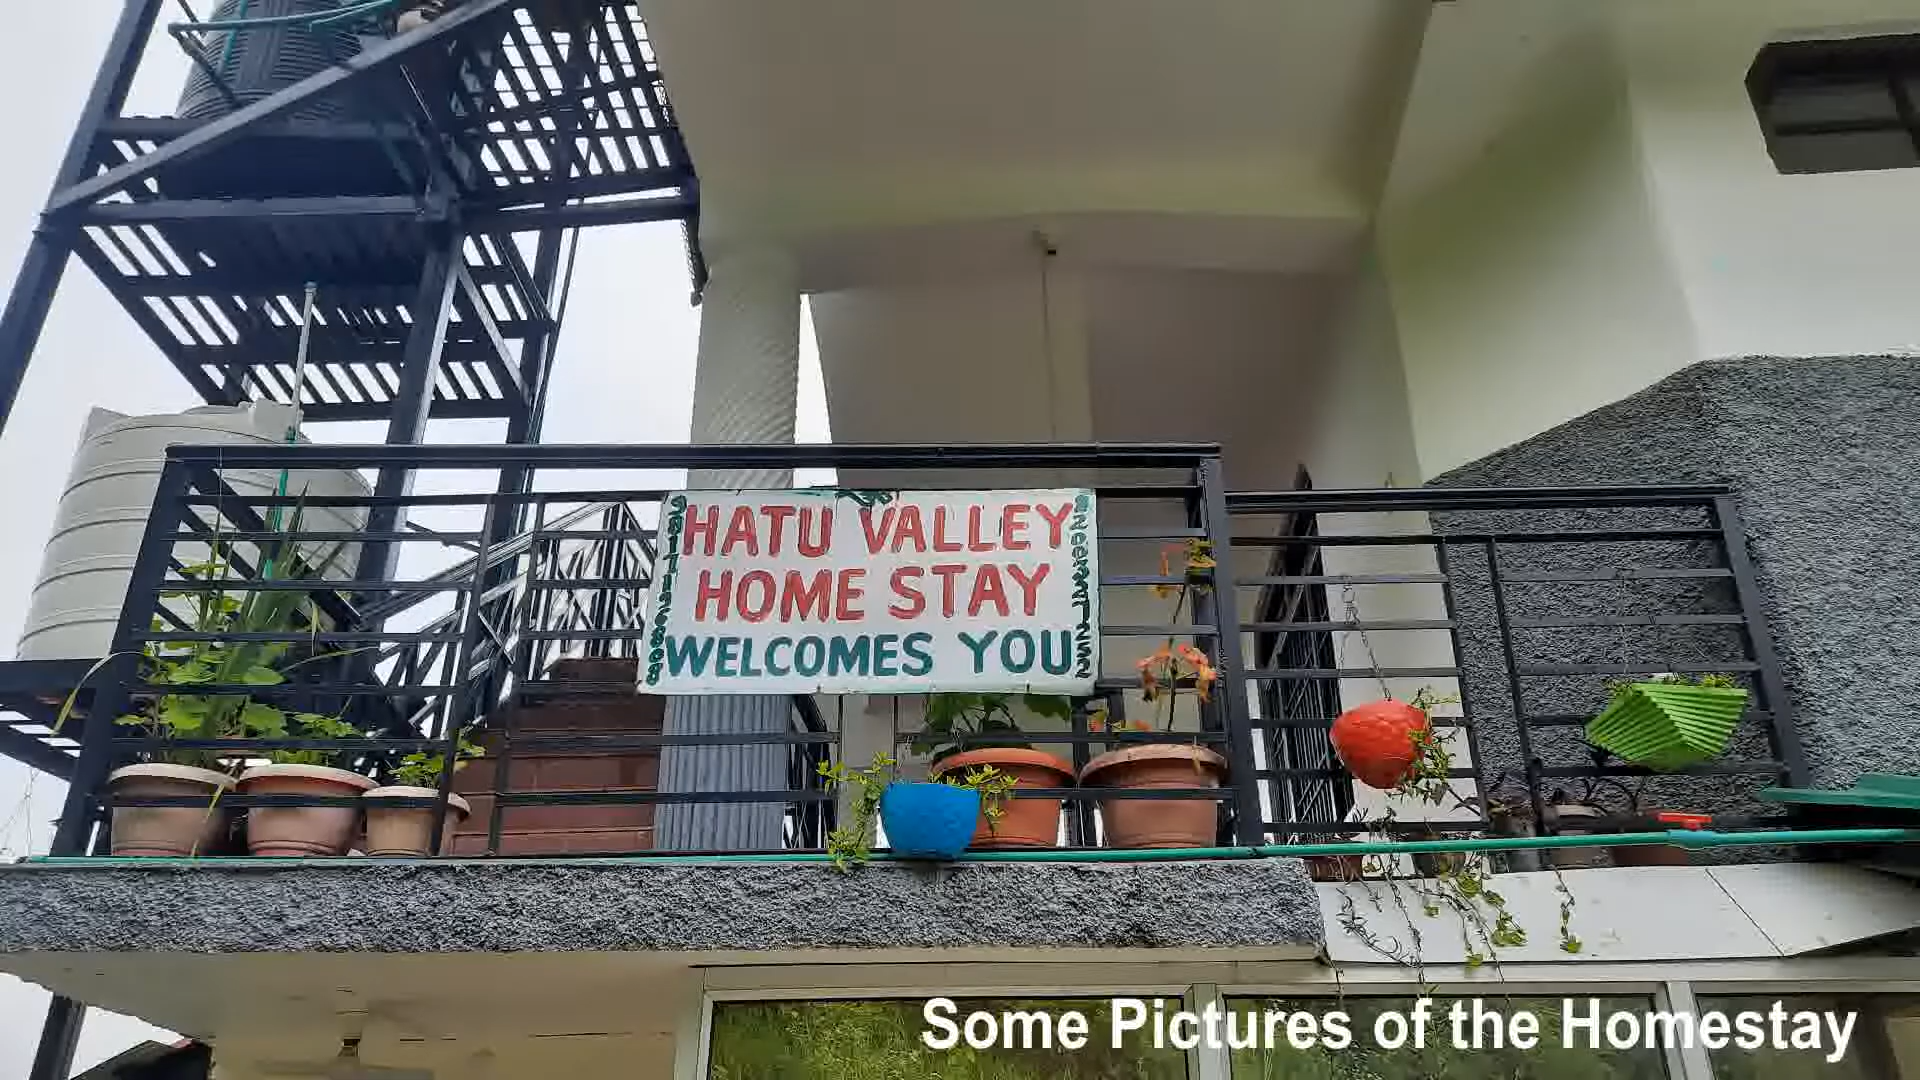 HATU VALLEY
HOME STAY
WELCOMES YOU
Some Pictures of the Homestay